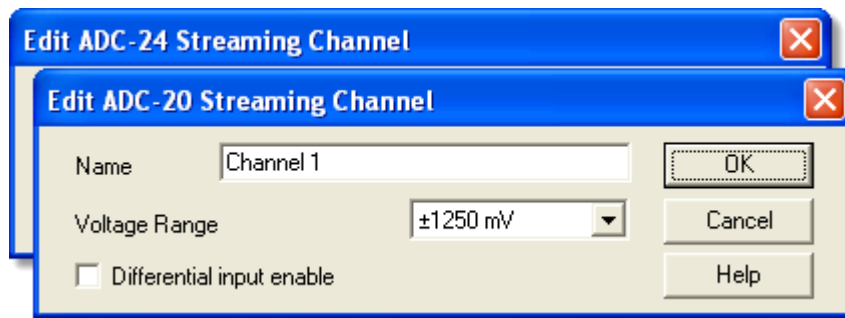 Edit ADC-24 Streaming Channel
Edit ADC-20 Streaming Channel
Name Channel 1 OK
Voltage Range ±1250 mV Cancel
Differential input enable Help